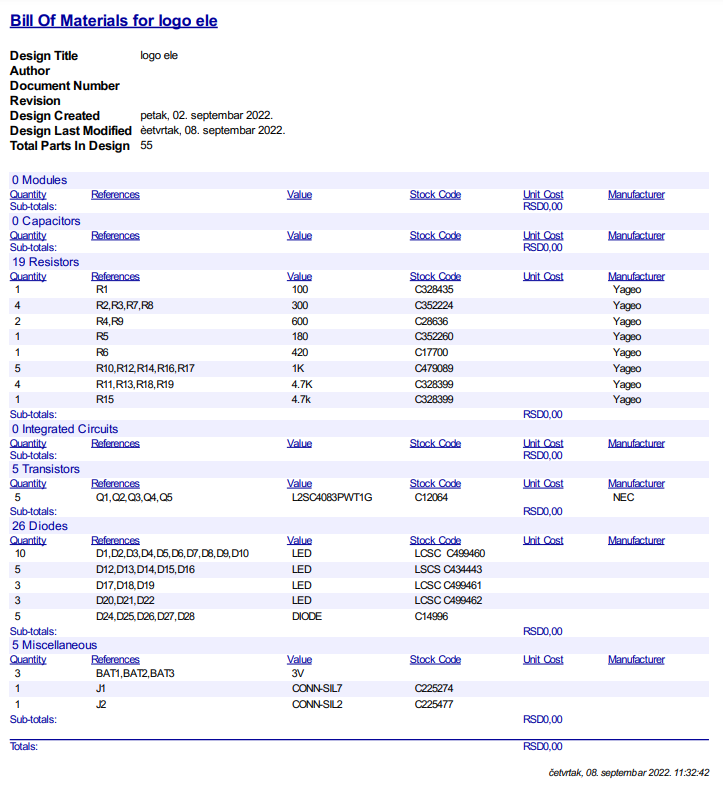 Bill Of Materials for logo ele
Design Title logo ele
Author
Document Number
Revision
Design Created petak, 02. septembar 2022.
Design Last Modified èetvrtak, 08. septembar 2022.
Total Parts In Design 55
0 Modules
Quantity References Value Stock Code Unit Cost Manufacturer
Sub-totals: RSD0,00
0 Capacitors
Quantity References Value Stock Code Unit Cost Manufacturer
Sub-totals: RSD0,00
19 Resistors
Quantity References Value Stock Code Unit Cost Manufacturer
1 R1 100 C328435 Yageo
4 R2,R3,R7,R8 300 C352224 Yageo
2 R4,R9 600 C28636 Yageo
1 R5 180 C352260 Yageo
1 R6 420 C17700 Yageo
5 R10,R12,R14,R16,R17 1K C479089 Yageo
4 R11,R13,R18,R19 4.7K C328399 Yageo
1 R15 4.7k C328399 Yageo
Sub-totals: RSD0,00
0 Integrated Circuits
Quantity References Value Stock Code Unit Cost Manufacturer
Sub-totals: RSD0,00
5 Transistors
Quantity References Value Stock Code Unit Cost Manufacturer
5 Q1,Q2,Q3,Q4,Q5 L2SC4083PWT1G C12064 NEC
Sub-totals: RSD0,00
26 Diodes
Quantity References Value Stock Code Unit Cost Manufacturer
10 D1,D2,D3,D4,D5,D6,D7,D8,D9,D10 LED LCSC C499460
5 D12,D13,D14,D15,D16 LED LSCS C434443
3 D17,D18,D19 LED LCSC C499461
3 D20,D21,D22 LED LCSC C499462
5 D24,D25,D26,D27,D28 DIODE C14996
Sub-totals: RSD0,00
5 Miscellaneous
Quantity References Value Stock Code Unit Cost Manufacturer
3 BAT1,BAT2,BAT3 3V
1 J1 CONN-SIL7 C225274
1 J2 CONN-SIL2 C225477
Sub-totals: RSD0,00
Totals: RSD0,00
četvrtak, 08. septembar 2022. 11:32:42